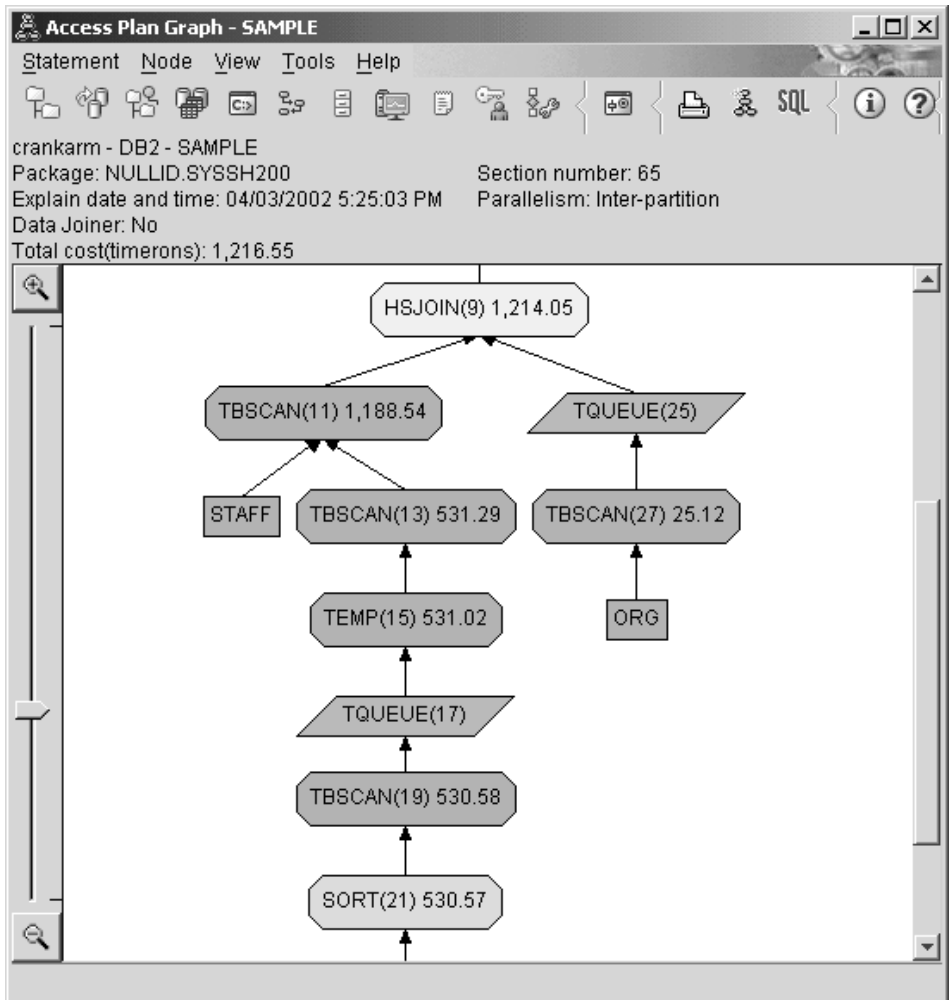 Access Plan Graph - SAMPLE
Statement Node View Tools Help
C:> SQL i ?
crankarm - DB2 - SAMPLE
Package: NULLID.SYSSH200 Section number: 65
Explain date and time: 04/03/2002 5:25:03 PM Parallelism: Inter-partition
Data Joiner: No
Total cost(timerons): 1,216.55
HSJOIN(9) 1,214.05
TBSCAN(11) 1,188.54 TQUEUE(25)
STAFF TBSCAN(13) 531.29 TBSCAN(27) 25.12
TEMP(15) 531.02 ORG
TQUEUE(17)
TBSCAN(19) 530.58
SORT(21) 530.57